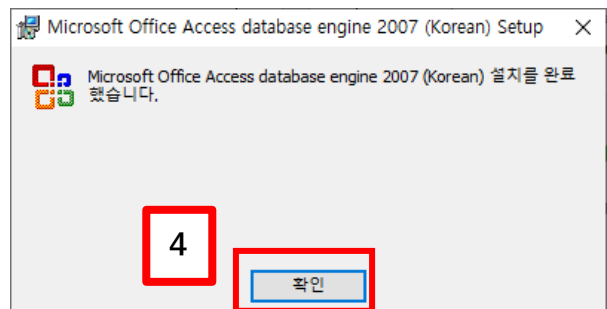 Microsoft Office Access database engine 2007 (Korean) Setup
Microsoft Office Access database engine 2007 (Korean) 설치를 완료
했습니다.
4
확인